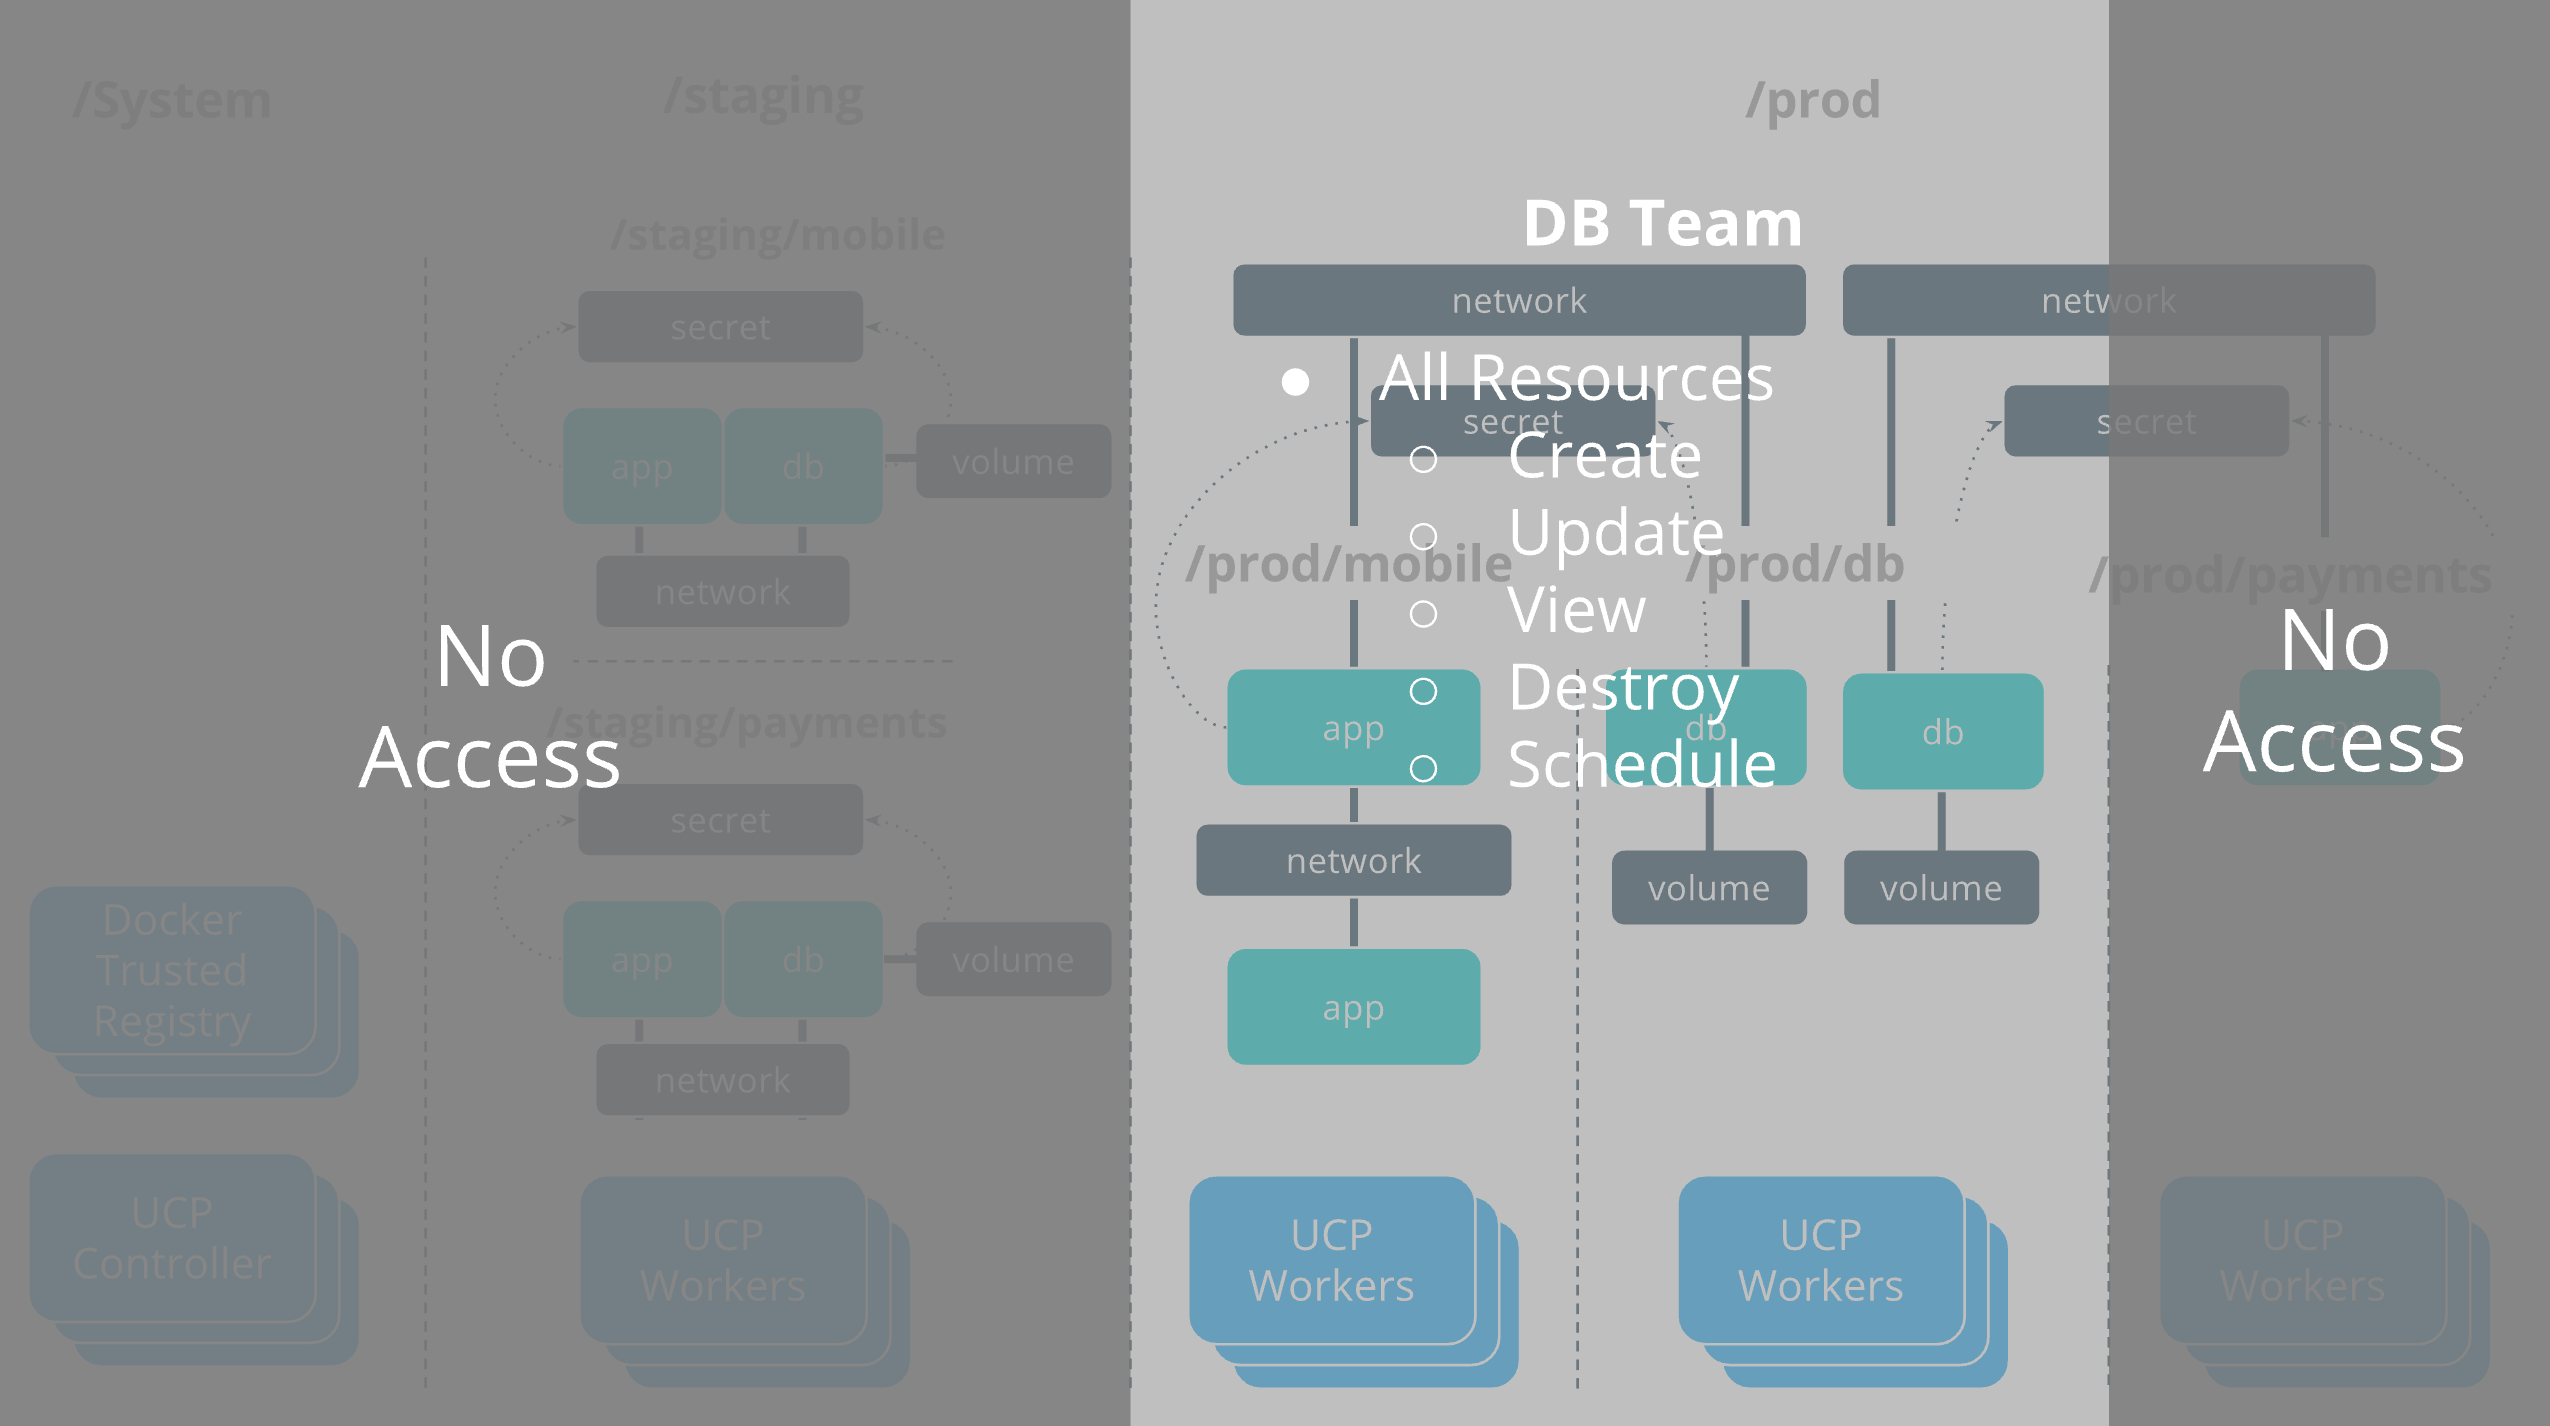 /System
/staging
/prod
/staging/mobile
DB Team
secret
network
network
All Resources
secret
secret
app
db
volume
Create
Update
network
/prod/mobile
/prod/db
/prod/payments
View
No
Access
No
Access
/staging/payments
Destroy
app
db
db
app
Schedule
secret
network
volume
volume
app
db
volume
Docker
Trusted
Registry
app
network
UCP
Controller
UCP
Workers
UCP
Workers
UCP
Workers
UCP
Workers